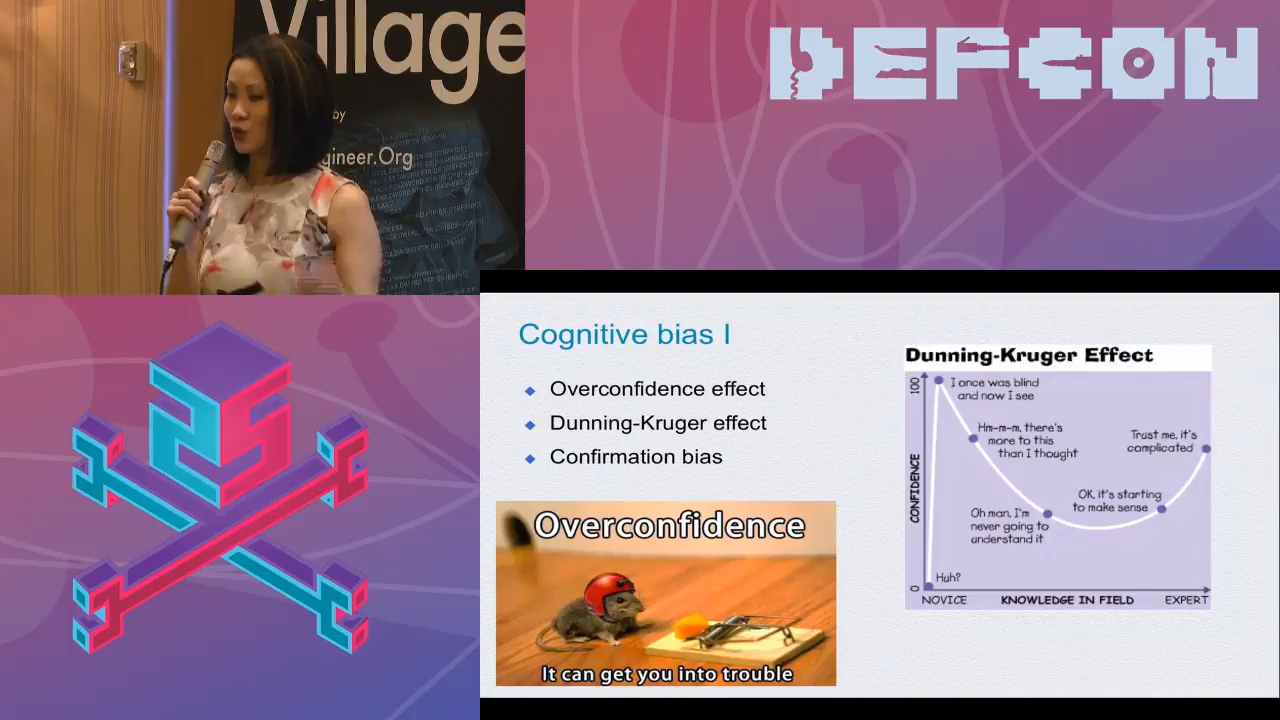 Village
by
gineer.Org
DEFCON
25
Cognitive bias I
Overconfidence effect
Dunning-Kruger effect
Confirmation bias
Overconfidence
It can get you into trouble
Dunning-Kruger Effect
100
I once was blind
and now I see
Hm-m-m, there's
more to this
than I thought
Trust me, it's
complicated
CONFIDENCE
OK, it's starting
to make sense
Oh man, I'm
never going to
understand it
Huh?
0
NOVICE
KNOWLEDGE IN FIELD
EXPERT